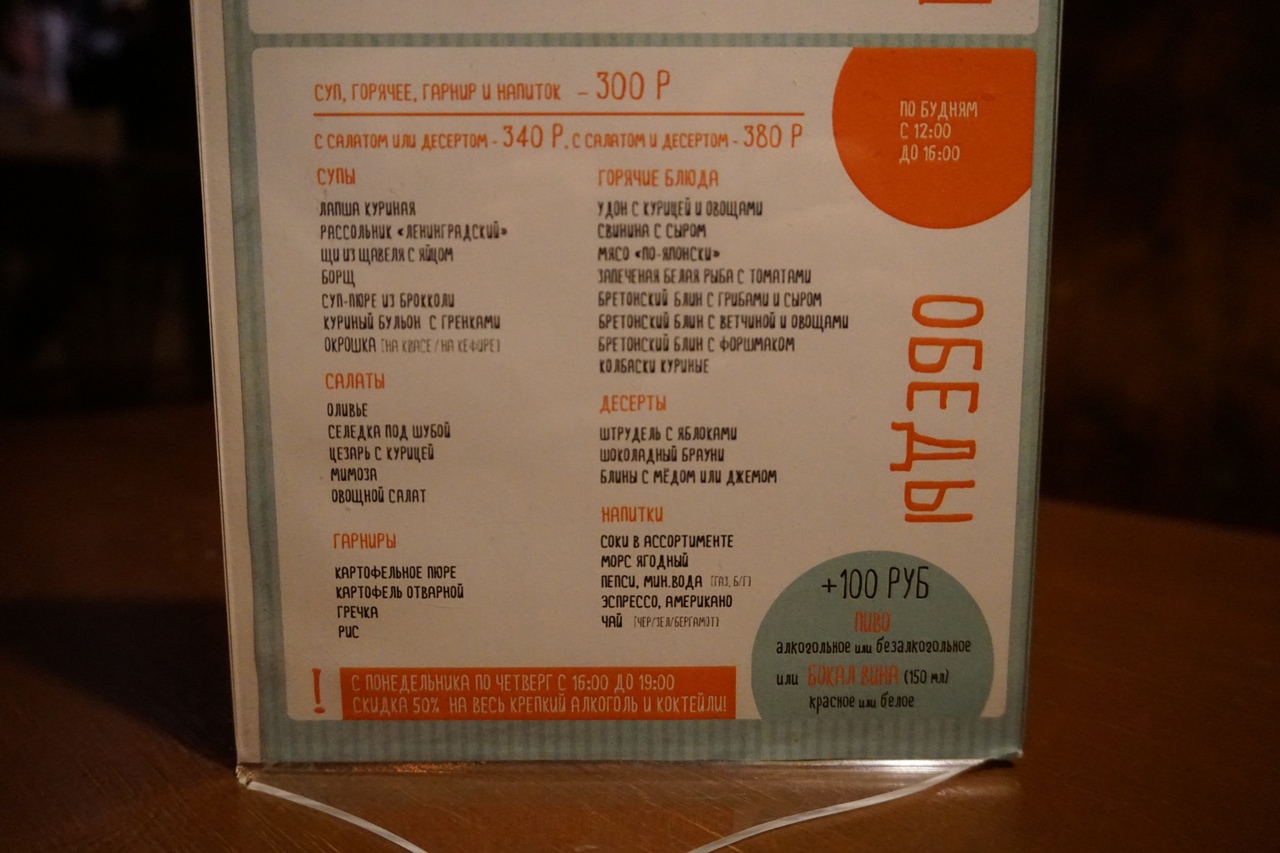 СУП, ГОРЯЧЕЕ, ГАРНИР И НАПИТОК – 300 Р
С САЛАТОМ ИЛИ ДЕСЕРТОМ - 340 Р, С САЛАТОМ И ДЕСЕРТОМ - 380 Р
ПО БУДНЯМ
С 12:00
ДО 16:00
СУПЫ
ЛАПША КУРИНАЯ
РАССОЛЬНИК «ЛЕНИНГРАДСКИЙ»
ЩИ ИЗ ЩАВЕЛЯ С ЯЙЦОМ
БОРЩ
СУП-ПЮРЕ ИЗ БРОККОЛИ
КУРИНЫЙ БУЛЬОН С ГРЕНКАМИ
ОКРОШКА (НА КВАСЕ/НА КЕФИРЕ)
САЛАТЫ
ОЛИВЬЕ
СЕЛЕДКА ПОД ШУБОЙ
ЦЕЗАРЬ С КУРИЦЕЙ
МИМОЗА
ОВОЩНОЙ САЛАТ
ГАРНИРЫ
КАРТОФЕЛЬНОЕ ПЮРЕ
КАРТОФЕЛЬ ОТВАРНОЙ
ГРЕЧКА
РИС
ГОРЯЧИЕ БЛЮДА
УДОН С КУРИЦЕЙ И ОВОЩАМИ
СВИНИНА С СЫРОМ
МЯСО «ПО-ЯПОНСКИ»
ЗАПЕЧЕНАЯ БЕЛАЯ РЫБА С ТОМАТАМИ
БРЕТОНСКИЙ БЛИН С ГРИБАМИ И СЫРОМ
БРЕТОНСКИЙ БЛИН С ВЕТЧИНОЙ И ОВОЩАМИ
БРЕТОНСКИЙ БЛИН С ФОРШМАКОМ
КОЛБАСКИ КУРИНЫЕ
ДЕСЕРТЫ
ШТРУДЕЛЬ С ЯБЛОКАМИ
ШОКОЛАДНЫЙ БРАУНИ
БЛИНЫ С МЁДОМ ИЛИ ДЖЕМОМ
НАПИТКИ
СОКИ В АССОРТИМЕНТЕ
МОРС ЯГОДНЫЙ
ПЕПСИ, МИН.ВОДА (ГАЗ, Б/Г)
ЭСПРЕССО, АМЕРИКАНО
ЧАЙ (ЧЕР/ЗЕЛ/БЕРГАМОТ)
ОБЕДЫ
+100 РУБ
ПИВО
алкогольное или безалкогольное
или БОКАЛ ВИНА (150 мл)
красное или белое
! С ПОНЕДЕЛЬНИКА ПО ЧЕТВЕРГ С 16:00 ДО 19:00
СКИДКА 50% НА ВЕСЬ КРЕПКИЙ АЛКОГОЛЬ И КОКТЕЙЛИ!